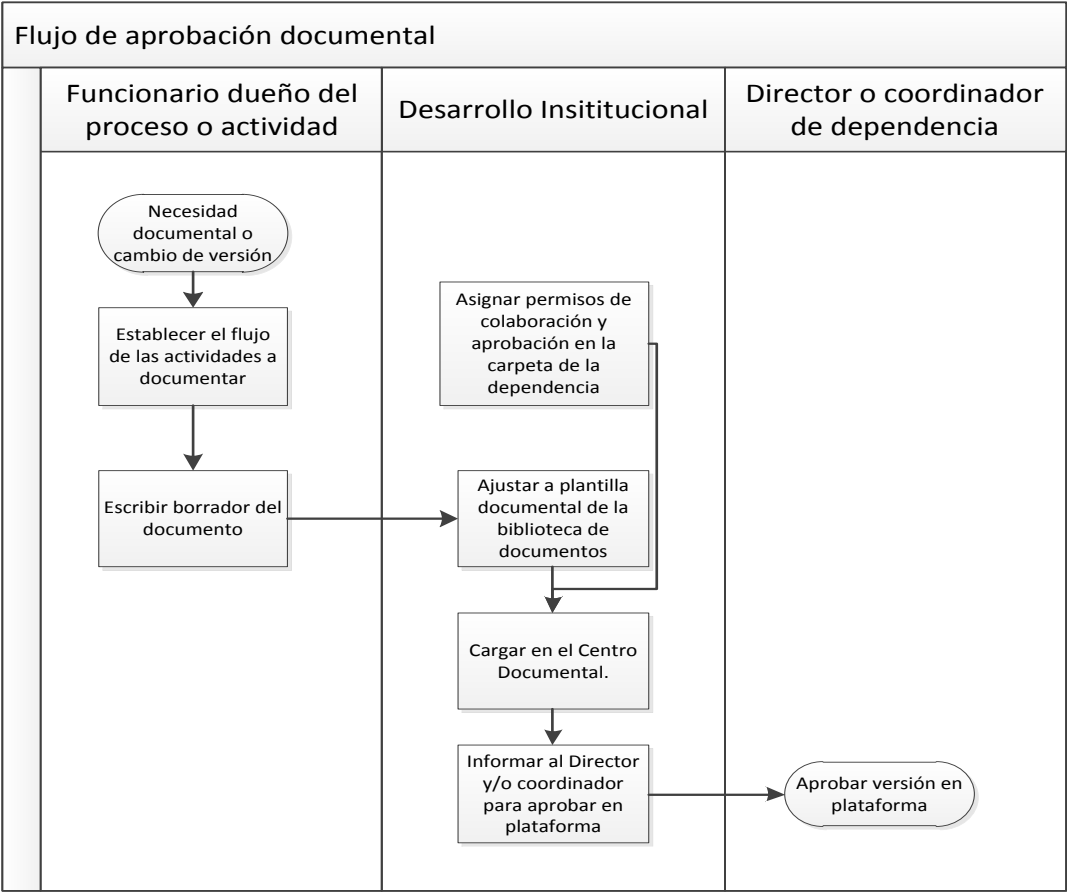 Flujo de aprobación documental
Funcionario dueño del
proceso o actividad
Desarrollo Insititucional
Director o coordinador
de dependencia
Necesidad
documental o
cambio de versión
Establecer el flujo
de las actividades a
documentar
Escribir borrador del
documento
Asignar permisos de
colaboración y
aprobación en la
carpeta de la
dependencia
Ajustar a plantilla
documental de la
biblioteca de
documentos
Cargar en el Centro
Documental.
Informar al Director
y/o coordinador
para aprobar en
plataforma
Aprobar versión en
plataforma